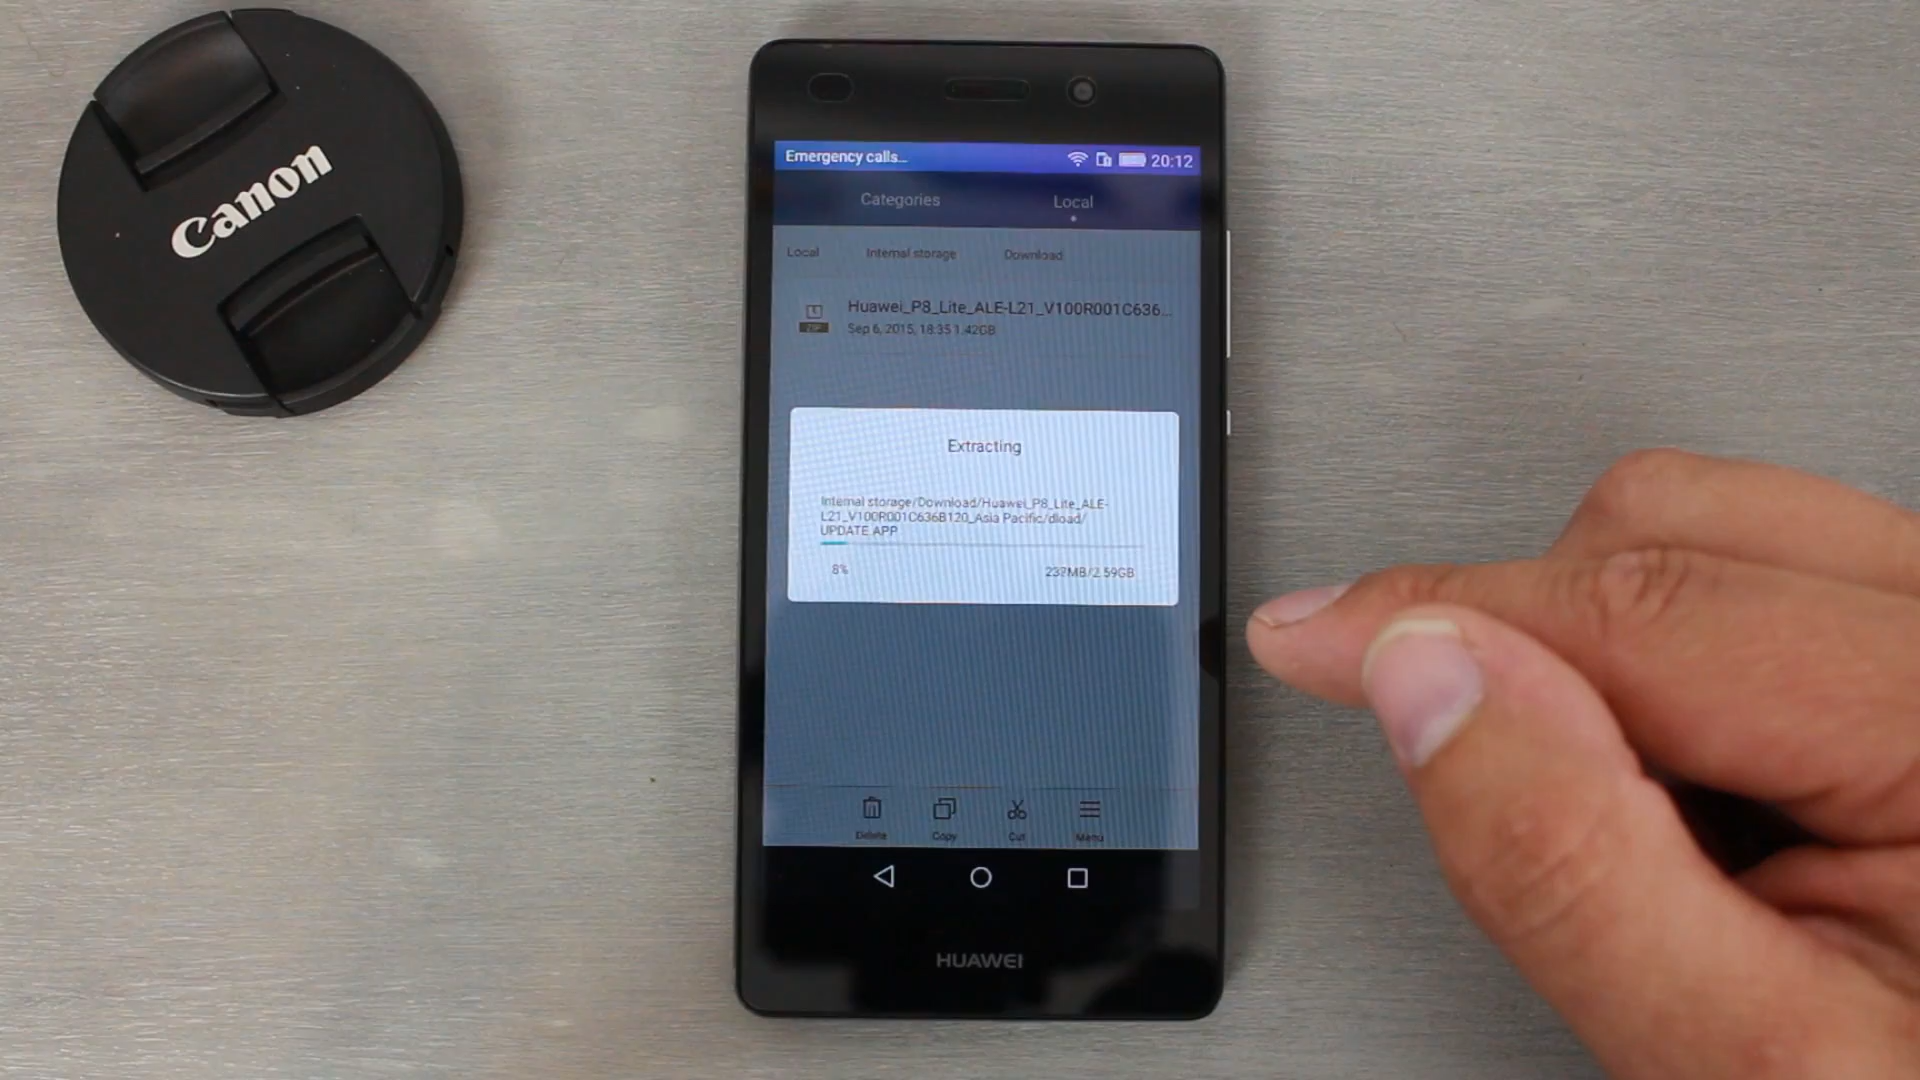 Canon
Emergency calls...
20:12
Categories
Local
Local
Internal storage
Download
Huawei_P8_Lite_ALE-L21_V100R001C636...
ZIP
Sep 6, 2015, 18:35 1.42GB
Extracting
Internal storage/Download/Huawei_P8_Lite_ALE-
L21_V100R001C636B120_Asia Pacific/dload/
UPDATE.APP
8%
237MB/2.59GB
Delete
Copy
Cut
Menu
HUAWEI